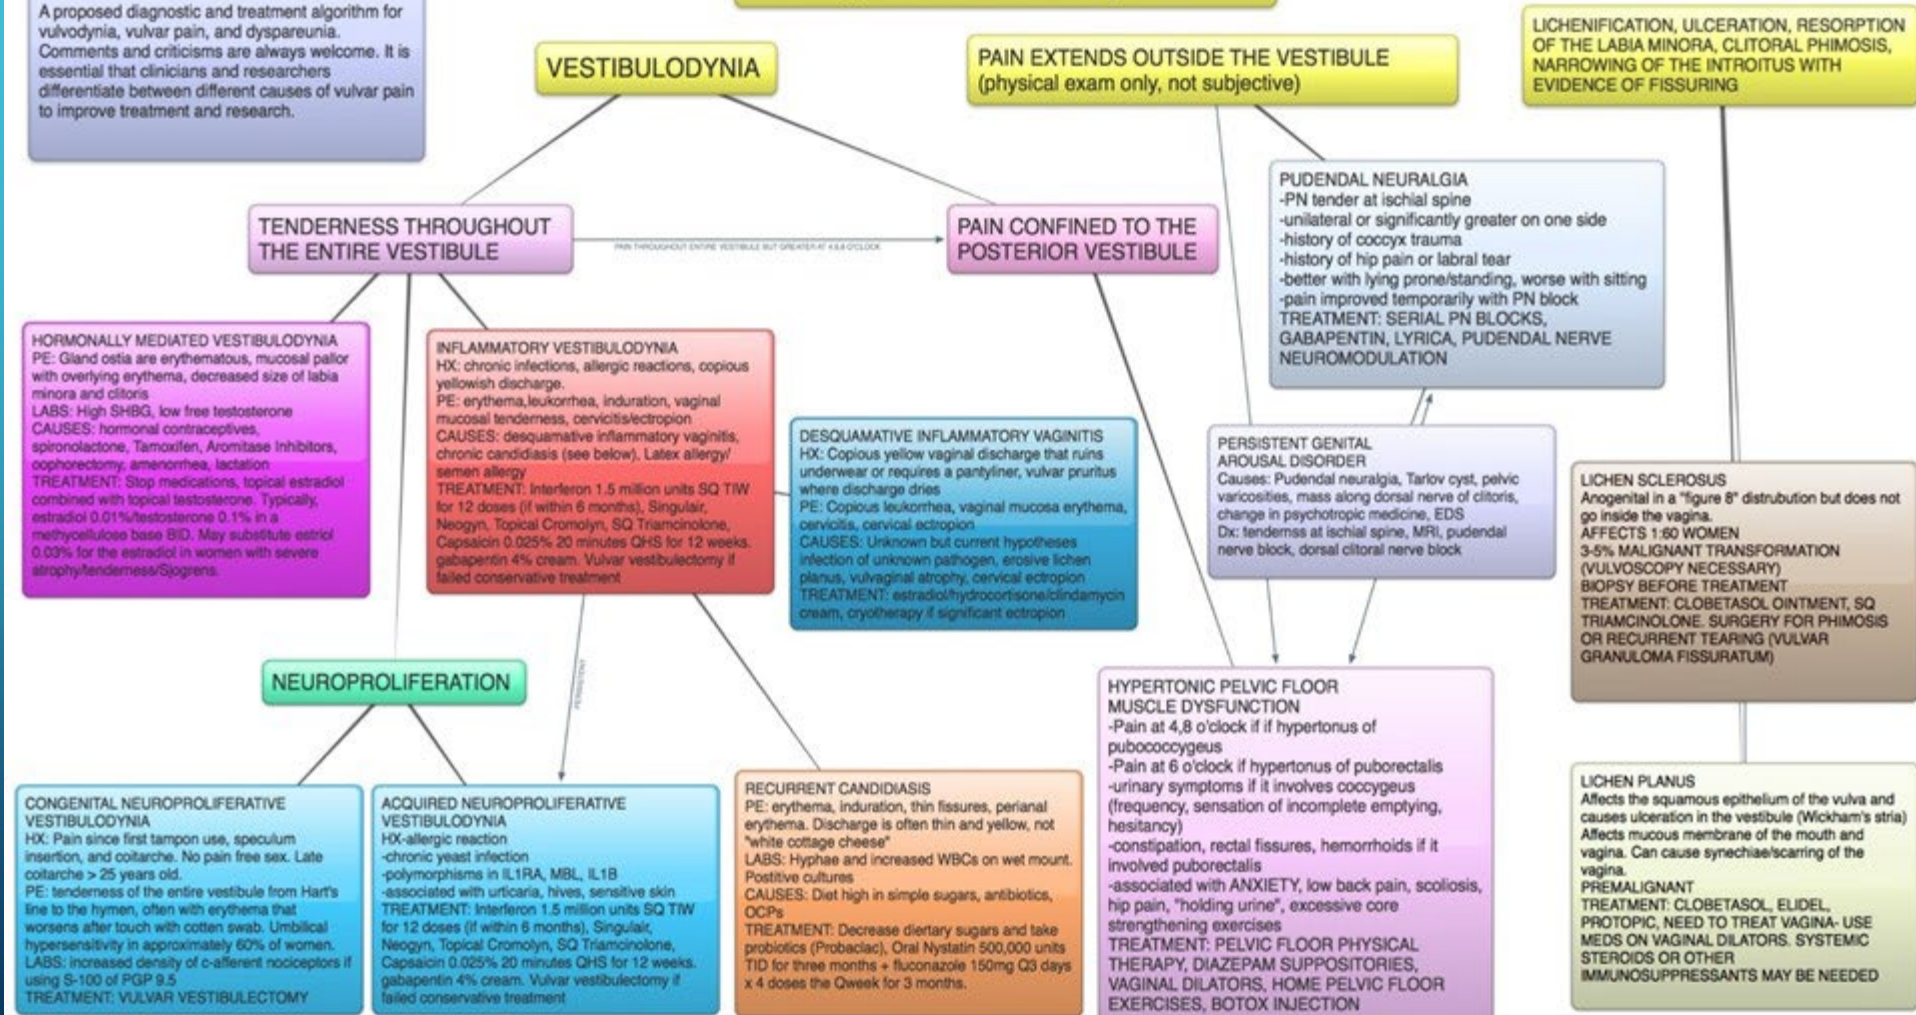 A proposed diagnostic and treatment algorithm for
vulvodynia, vulvar pain, and dyspareunia.
Comments and criticisms are always welcome. It is
essential that clinicians and researchers
differentiate between different causes of vulvar pain
to improve treatment and research.
VESTIBULODYNIA
PAIN EXTENDS OUTSIDE THE VESTIBULE
(physical exam only, not subjective)
LICHENIFICATION, ULCERATION, RESORPTION
OF THE LABIA MINORA, CLITORAL PHIMOSIS,
NARROWING OF THE INTROITUS WITH
EVIDENCE OF FISSURING
TENDERNESS THROUGHOUT
THE ENTIRE VESTIBULE
PAIN THROUGHOUT ENTIRE VESTIBULE BUT GREATER AT 4,6,8 O'CLOCK
PAIN CONFINED TO THE
POSTERIOR VESTIBULE
PUDENDAL NEURALGIA
-PN tender at ischial spine
-unilateral or significantly greater on one side
-history of coccyx trauma
-history of hip pain or labral tear
-better with lying prone/standing, worse with sitting
-pain improved temporarily with PN block
TREATMENT: SERIAL PN BLOCKS,
GABAPENTIN, LYRICA, PUDENDAL NERVE
NEUROMODULATION
HORMONALLY MEDIATED VESTIBULODYNIA
PE: Gland ostia are erythematous, mucosal pallor
with overlying erythema, decreased size of labia
minora and clitoris
LABS: High SHBG, low free testosterone
CAUSES: hormonal contraceptives,
spironolactone, Tamoxifen, Aromitase Inhibitors,
oophorectomy, amenorrhea, lactation
TREATMENT: Stop medications, topical estradiol
combined with topical testosterone. Typically,
estradiol 0.01%/testosterone 0.1% in a
methycellulose base BID. May substitute estriol
0.03% for the estradiol in women with severe
atrophy/tenderness/Sjogrens.
INFLAMMATORY VESTIBULODYNIA
HX: chronic infections, allergic reactions, copious
yellowish discharge.
PE: erythema,leukorrhea, induration, vaginal
mucosal tenderness, cervicitis/ectropion
CAUSES: desquamative inflammatory vaginitis,
chronic candidiasis (see below), Latex allergy/
semen allergy
TREATMENT: Interferon 1.5 million units SQ TIW
for 12 doses (if within 6 months), Singulair,
Neogyn, Topical Cromolyn, SQ Triamcinolone,
Capsaicin 0.025% 20 minutes QHS for 12 weeks.
gabapentin 4% cream. Vulvar vestibulectomy if
failed conservative treatment
DESQUAMATIVE INFLAMMATORY VAGINITIS
HX: Copious yellow vaginal discharge that ruins
underwear or requires a pantyliner, vulvar pruritus
where discharge dries
PE: Copious leukorrhea, vaginal mucosa erythema,
cervicitis, cervical ectropion
CAUSES: Unknown but current hypotheses
infection of unknown pathogen, erosive lichen
planus, vulvaginal atrophy, cervical ectropion
TREATMENT: estradiol/hydrocortisone/clindamycin
cream, cryotherapy if significant ectropion
PERSISTENT GENITAL
AROUSAL DISORDER
Causes: Pudendal neuralgia, Tarlov cyst, pelvic
varicosities, mass along dorsal nerve of clitoris,
change in psychotropic medicine, EDS
Dx: tendernss at ischial spine, MRI, pudendal
nerve block, dorsal clitoral nerve block
LICHEN SCLEROSUS
Anogenital in a "figure 8" distrubution but does not
go inside the vagina.
AFFECTS 1:60 WOMEN
3-5% MALIGNANT TRANSFORMATION
(VULVOSCOPY NECESSARY)
BIOPSY BEFORE TREATMENT
TREATMENT: CLOBETASOL OINTMENT, SQ
TRIAMCINOLONE. SURGERY FOR PHIMOSIS
OR RECURRENT TEARING (VULVAR
GRANULOMA FISSURATUM)
NEUROPROLIFERATION
PERSISTENT
HYPERTONIC PELVIC FLOOR
MUSCLE DYSFUNCTION
-Pain at 4,8 o'clock if if hypertonus of
pubococcygeus
-Pain at 6 o'clock if hypertonus of puborectalis
-urinary symptoms if it involves coccygeus
(frequency, sensation of incomplete emptying,
hesitancy)
-constipation, rectal fissures, hemorrhoids if it
involved puborectalis
-associated with ANXIETY, low back pain, scoliosis,
hip pain, "holding urine", excessive core
strengthening exercises
TREATMENT: PELVIC FLOOR PHYSICAL
THERAPY, DIAZEPAM SUPPOSITORIES,
VAGINAL DILATORS, HOME PELVIC FLOOR
EXERCISES, BOTOX INJECTION
CONGENITAL NEUROPROLIFERATIVE
VESTIBULODYNIA
HX: Pain since first tampon use, speculum
insertion, and coitarche. No pain free sex. Late
coitarche > 25 years old.
PE: tenderness of the entire vestibule from Hart's
line to the hymen, often with erythema that
worsens after touch with cotten swab. Umbilical
hypersensitivity in approximately 60% of women.
LABS: increased density of c-afferent nociceptors if
using S-100 of PGP 9.5
TREATMENT: VULVAR VESTIBULECTOMY
ACQUIRED NEUROPROLIFERATIVE
VESTIBULODYNIA
HX-allergic reaction
-chronic yeast infection
-polymorphisms in IL1RA, MBL, IL1B
-associated with urticaria, hives, sensitive skin
TREATMENT: Interferon 1.5 million units SQ TIW
for 12 doses (if within 6 months), Singulair,
Neogyn, Topical Cromolyn, SQ Triamcinolone,
Capsaicin 0.025% 20 minutes QHS for 12 weeks.
gabapentin 4% cream. Vulvar vestibulectomy if
failed conservative treatment
RECURRENT CANDIDIASIS
PE: erythema, induration, thin fissures, perianal
erythema. Discharge is often thin and yellow, not
"white cottage cheese"
LABS: Hyphae and increased WBCs on wet mount.
Postitive cultures
CAUSES: Diet high in simple sugars, antibiotics,
OCPs
TREATMENT: Decrease diertary sugars and take
probiotics (Probaclac), Oral Nystatin 500,000 units
TID for three months + fluconazole 150mg Q3 days
x 4 doses the Qweek for 3 months.
LICHEN PLANUS
Affects the squamous epithelium of the vulva and
causes ulceration in the vestibule (Wickham's stria)
Affects mucous membrane of the mouth and
vagina. Can cause synechiae/scarring of the
vagina.
PREMALIGNANT
TREATMENT: CLOBETASOL, ELIDEL,
PROTOPIC, NEED TO TREAT VAGINA- USE
MEDS ON VAGINAL DILATORS. SYSTEMIC
STEROIDS OR OTHER
IMMUNOSUPPRESSANTS MAY BE NEEDED